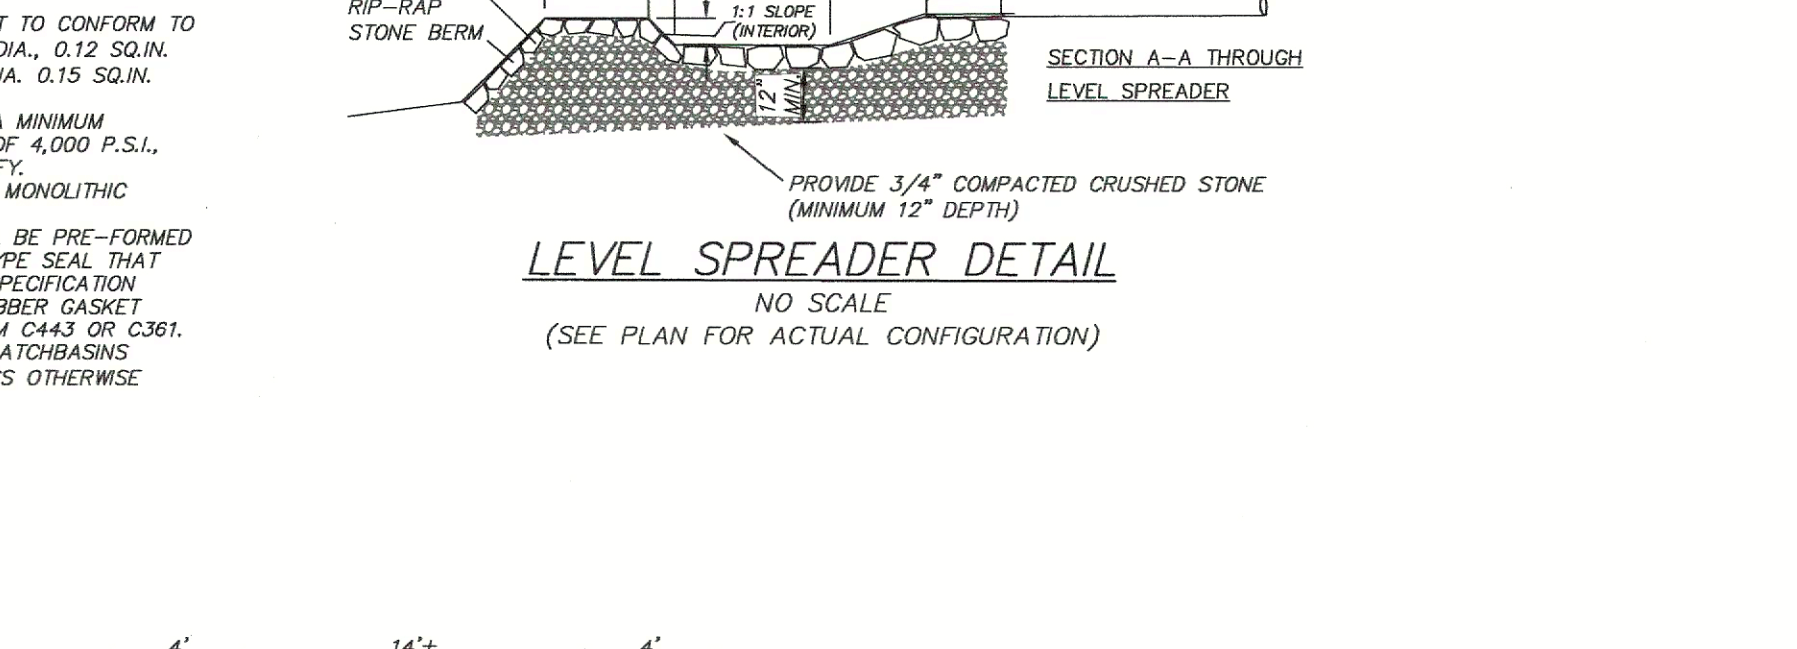 T TO CONFORM TO
DIA., 0.12 SQ.IN.
IA. 0.15 SQ.IN.
A MINIMUM
OF 4,000 P.S.I.,
FY.
MONOLITHIC
BE PRE-FORMED
YPE SEAL THAT
SPECIFICATION
BBER GASKET
M C443 OR C361.
ATCHBASINS
SS OTHERWISE
RIP-RAP
STONE BERM
1:1 SLOPE
(INTERIOR)
12"
MIN
SECTION A-A THROUGH
LEVEL SPREADER
PROVIDE 3/4" COMPACTED CRUSHED STONE
(MINIMUM 12" DEPTH)
LEVEL SPREADER DETAIL
NO SCALE
(SEE PLAN FOR ACTUAL CONFIGURATION)
4' 14'± 4'